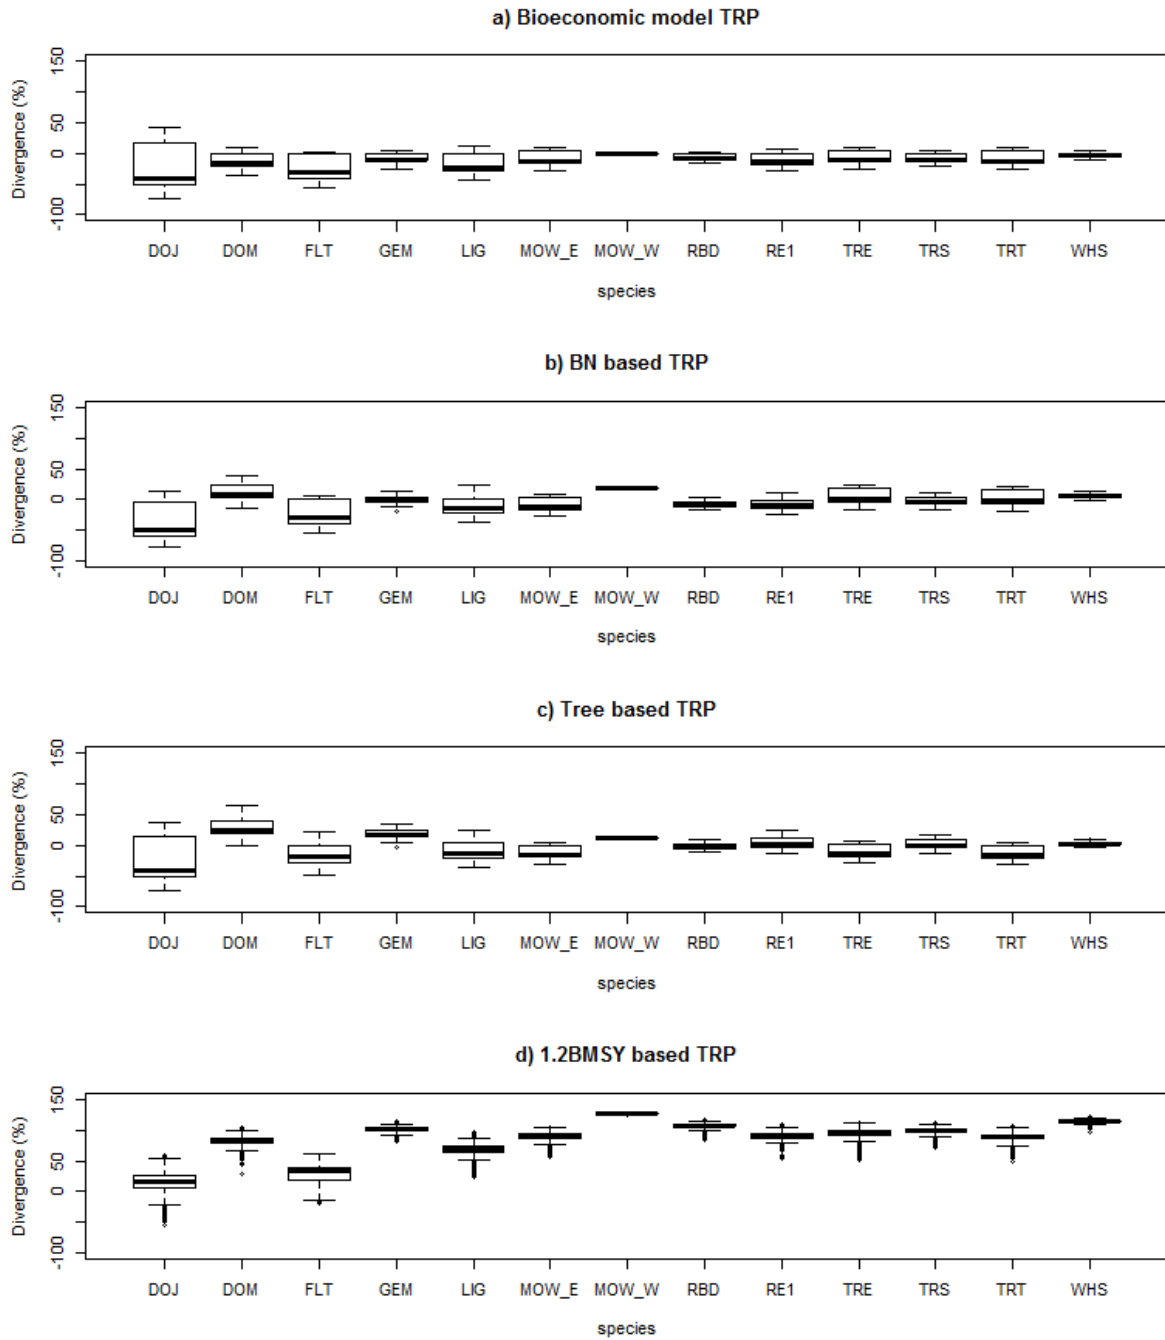 a) Bioeconomic model TRP
Divergence (%)
150
50
0
-100
DOJ DOM FLT GEM LIG MOW_E MOW_W RBD RE1 TRE TRS TRT WHS
species
b) BN based TRP
Divergence (%)
150
50
0
-100
DOJ DOM FLT GEM LIG MOW_E MOW_W RBD RE1 TRE TRS TRT WHS
species
c) Tree based TRP
Divergence (%)
150
50
0
-100
DOJ DOM FLT GEM LIG MOW_E MOW_W RBD RE1 TRE TRS TRT WHS
species
d) 1.2BMSY based TRP
Divergence (%)
150
50
0
-100
DOJ DOM FLT GEM LIG MOW_E MOW_W RBD RE1 TRE TRS TRT WHS
species